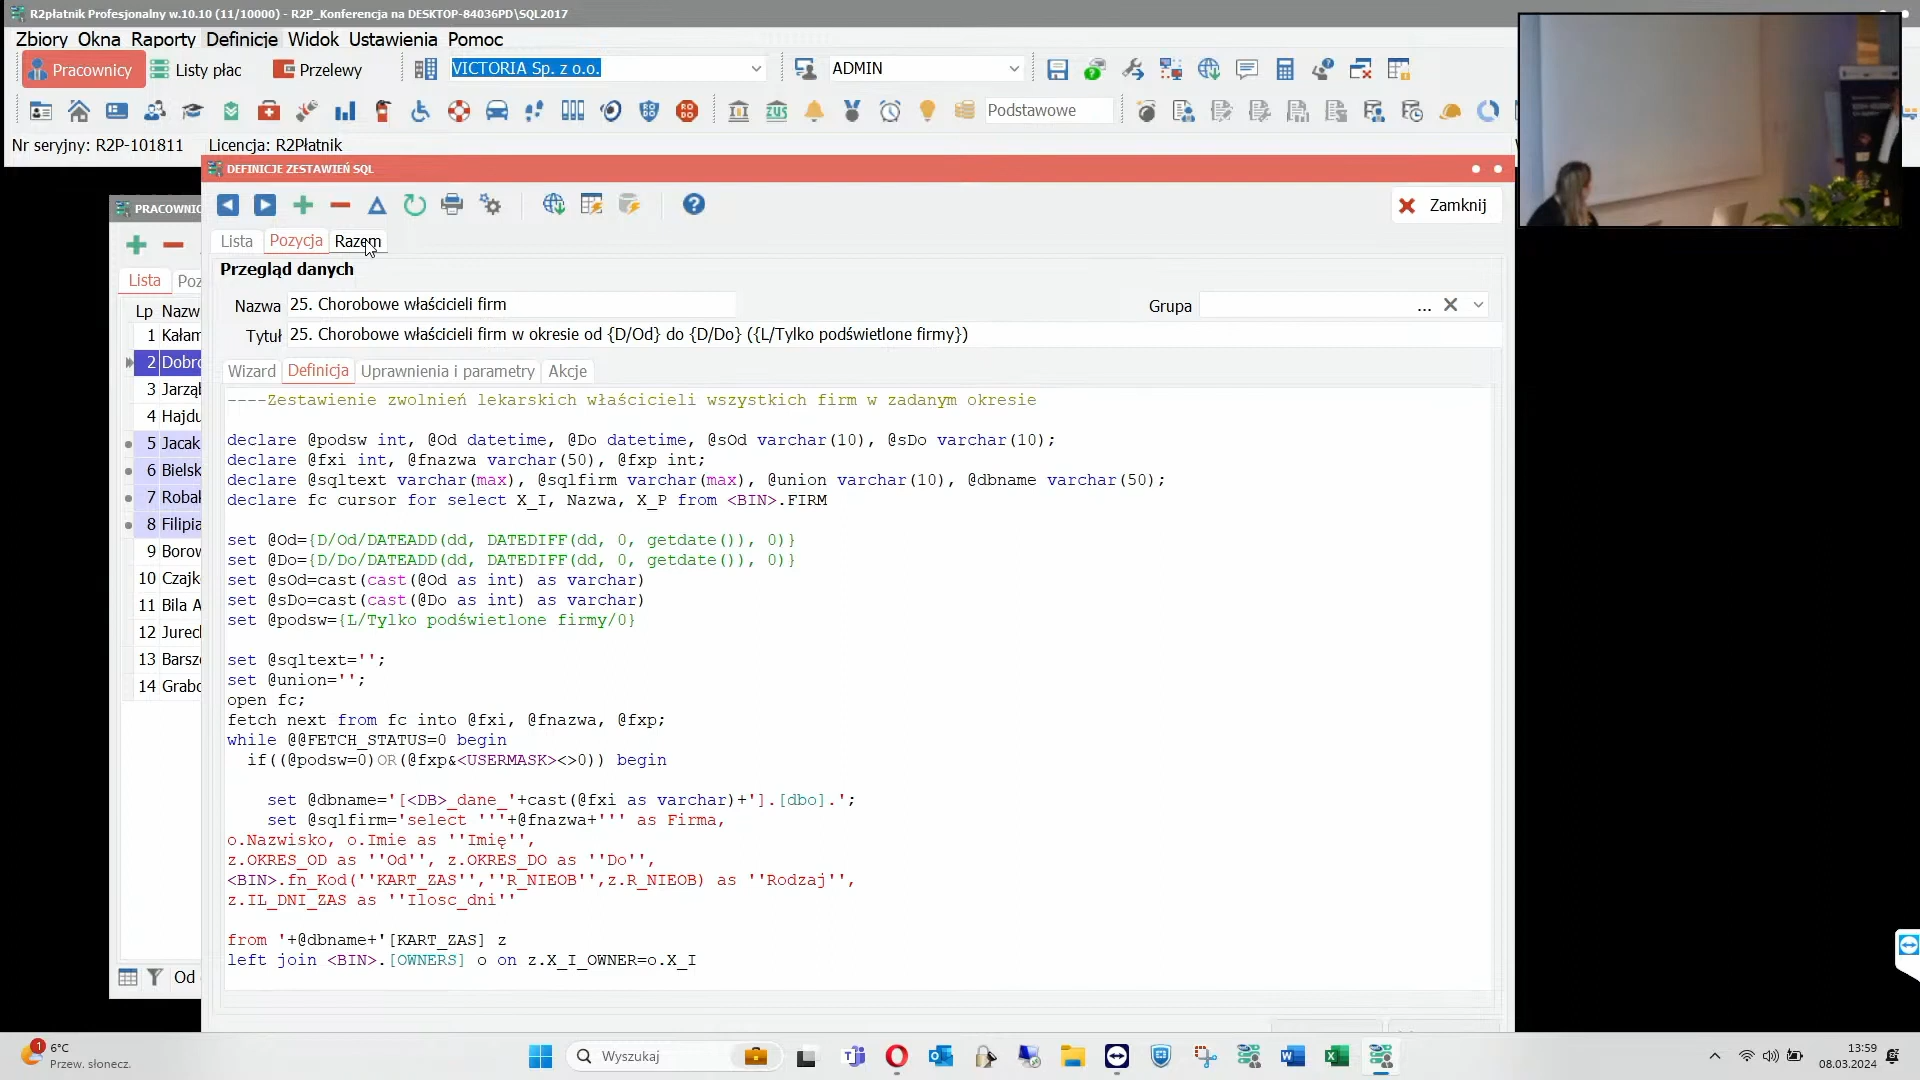 R2płatnik Profesjonalny w.10.10 (11/10000) - R2P_Konferencja na DESKTOP-84036PD\SQL2017
Zbiory Okna Raporty Definicje Widok Ustawienia Pomoc
Pracownicy Listy płac Przelewy VICTORIA Sp. z o.o. ADMIN
ZUS RODO RODO Podstawowe
Nr seryjny: R2P-101811 Licencja: R2Płatnik
DEFINICJE ZESTAWIEŃ SQL
PRACOWNIC
Zamknij
Lista Pozycja Razem
Przegląd danych
Nazwa 25. Chorobowe właścicieli firm Grupa ...
Tytuł 25. Chorobowe właścicieli firm w okresie od {D/Od} do {D/Do} ({L/Tylko podświetlone firmy})
Wizard Definicja Uprawnienia i parametry Akcje
Lista Poz
Lp Nazw
1 Kałam
2 Dobro
3 Jarząb
4 Hajdu
5 Jacak
6 Bielsk
7 Robak
8 Filipia
9 Borow
10 Czajk
11 Bila A
12 Jurecl
13 Barsz
14 Grabo
Od
----Zestawienie zwolnień lekarskich właścicieli wszystkich firm w zadanym okresie
declare @podsw int, @Od datetime, @Do datetime, @sOd varchar(10), @sDo varchar(10);
declare @fxi int, @fnazwa varchar(50), @fxp int;
declare @sqltext varchar(max), @sqlfirm varchar(max), @union varchar(10), @dbname varchar(50);
declare fc cursor for select X_I, Nazwa, X_P from <BIN>.FIRM
set @Od={D/Od/DATEADD(dd, DATEDIFF(dd, 0, getdate()), 0)}
set @Do={D/Do/DATEADD(dd, DATEDIFF(dd, 0, getdate()), 0)}
set @sOd=cast(cast(@Od as int) as varchar)
set @sDo=cast(cast(@Do as int) as varchar)
set @podsw={L/Tylko podświetlone firmy/0}
set @sqltext='';
set @union='';
open fc;
fetch next from fc into @fxi, @fnazwa, @fxp;
while @@FETCH_STATUS=0 begin
if((@podsw=0)OR(@fxp&<USERMASK><>0)) begin
set @dbname='[<DB>_dane_'+cast(@fxi as varchar)+'].[dbo].';
set @sqlfirm='select '''+@fnazwa+''' as Firma,
o.Nazwisko, o.Imie as ''Imię'',
z.OKRES_OD as ''Od'', z.OKRES_DO as ''Do'',
<BIN>.fn_Kod(''KART_ZAS'',''R_NIEOB'',z.R_NIEOB) as ''Rodzaj'',
z.IL_DNI_ZAS as ''Ilosc_dni''
from '+@dbname+'[KART_ZAS] z
left join <BIN>.[OWNERS] o on z.X_I_OWNER=o.X_I
1 6°C
Przew. słonecz.
Wyszukaj
13:59
08.03.2024